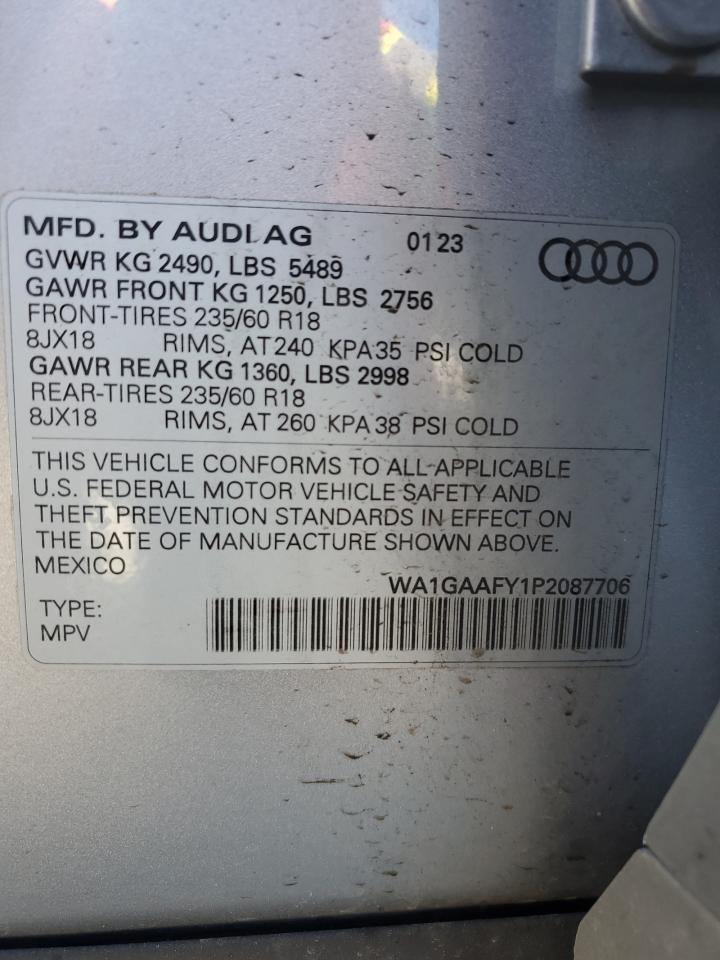 MFD. BY AUDI AG 01 23
GVWR KG 2490, LBS 5489
GAWR FRONT KG 1250, LBS 2756
FRONT-TIRES 235/60 R18
8JX18 RIMS, AT 240 KPA 35 PSI COLD
GAWR REAR KG 1360, LBS 2998
REAR-TIRES 235/60 R18
8JX18 RIMS, AT 260 KPA 38 PSI COLD
THIS VEHICLE CONFORMS TO ALL APPLICABLE
U.S. FEDERAL MOTOR VEHICLE SAFETY AND
THEFT PREVENTION STANDARDS IN EFFECT ON
THE DATE OF MANUFACTURE SHOWN ABOVE.
MEXICO
WA1GAAFY1P2087706
TYPE:
MPV